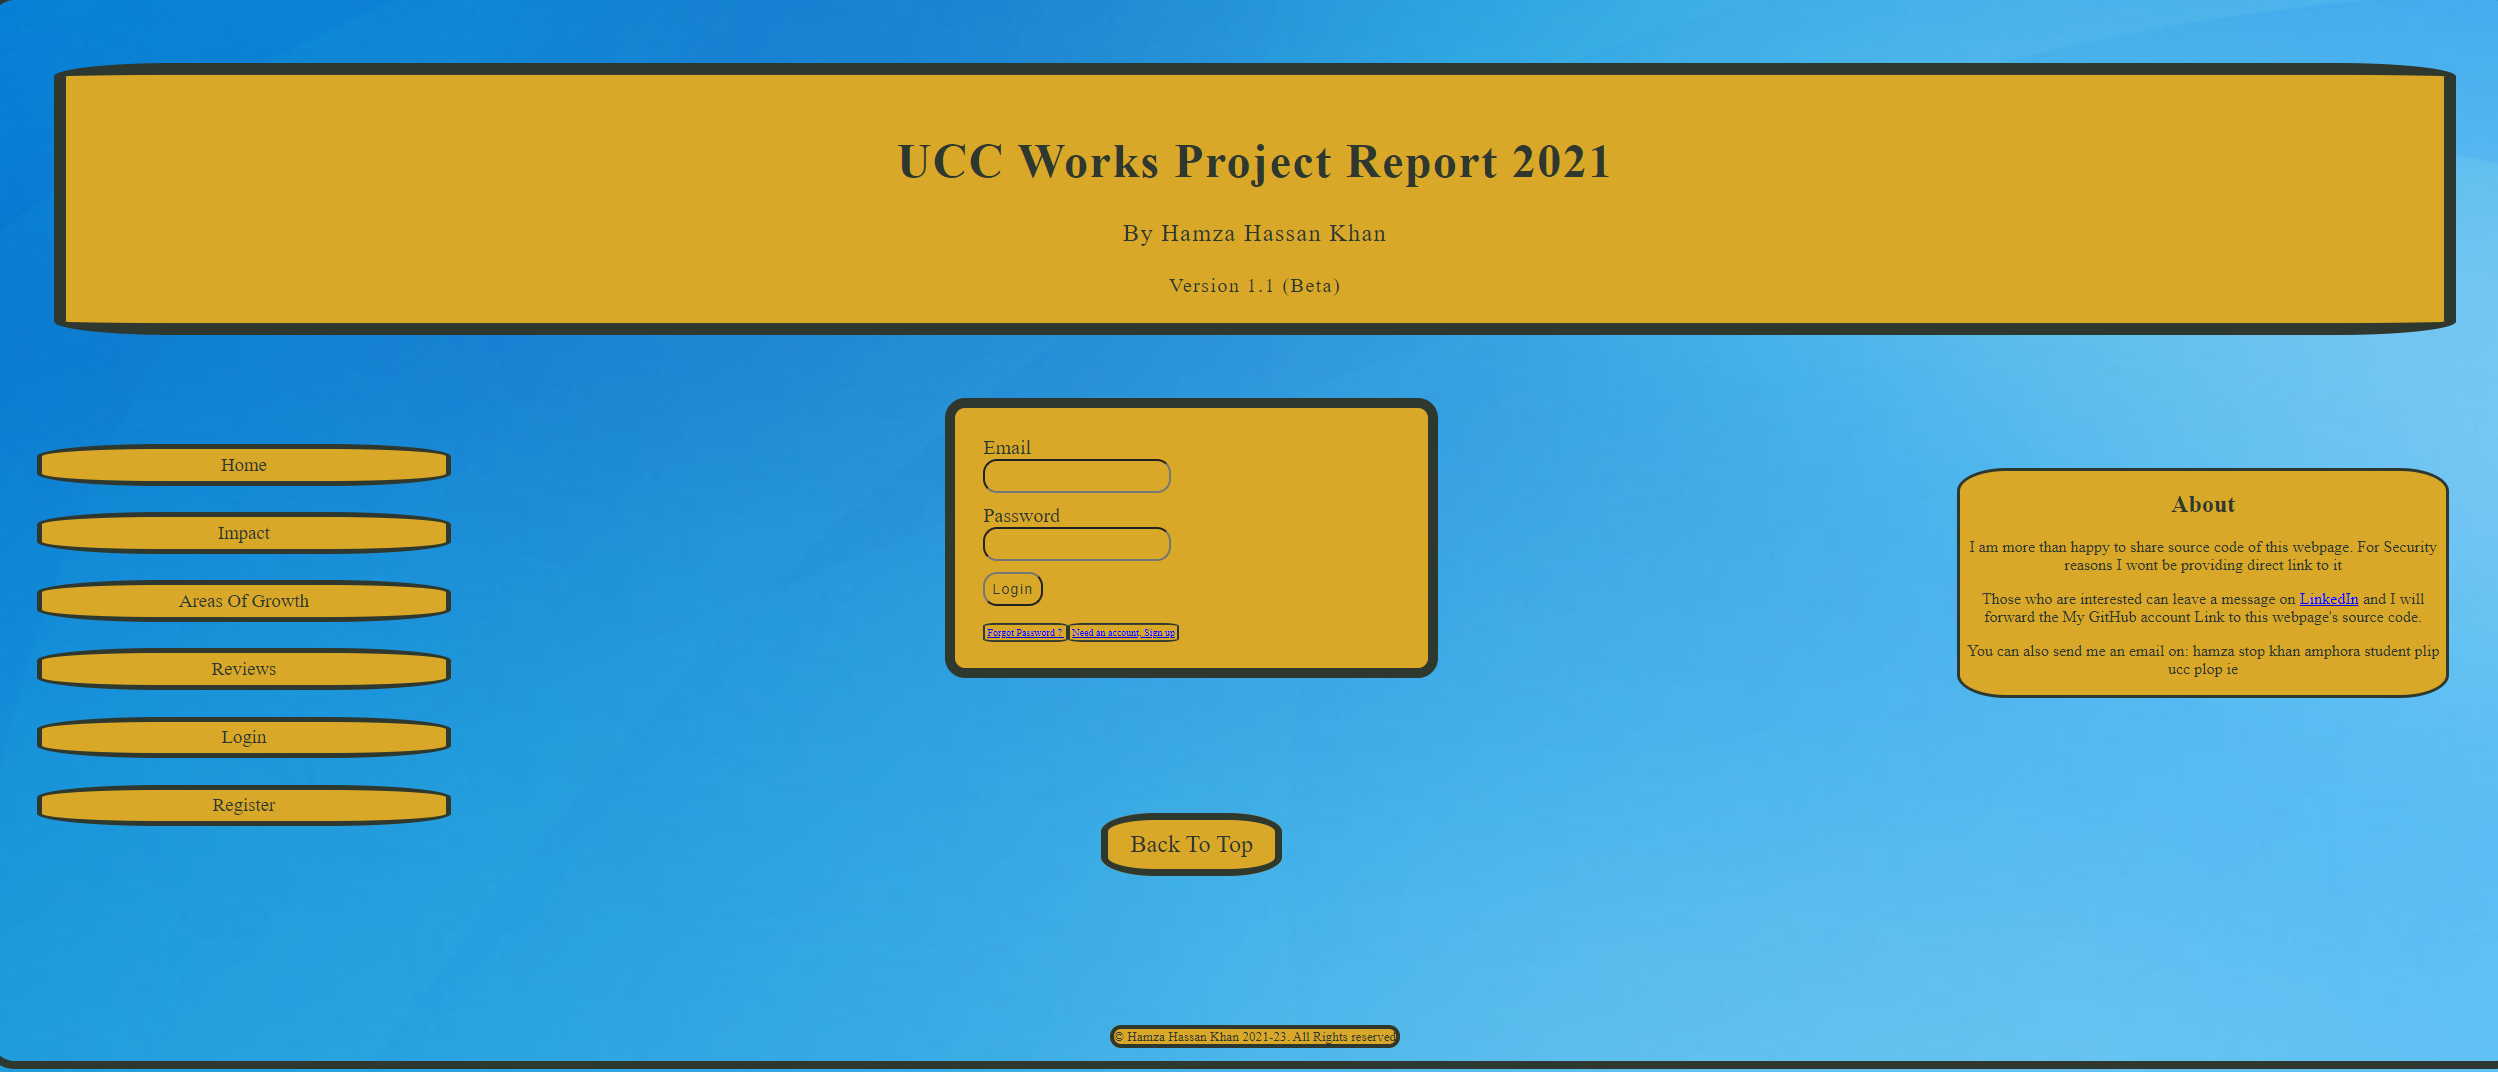 UCC Works Project Report 2021
By Hamza Hassan Khan
Version 1.1 (Beta)
Home
Impact
Areas Of Growth
Reviews
Login
Register
Email
Password
Login
Forgot Password ? Need an account, Sign up
Back To Top
About
I am more than happy to share source code of this webpage. For Security
reasons I wont be providing direct link to it
Those who are interested can leave a message on LinkedIn and I will
forward the My GitHub account Link to this webpage's source code.
You can also send me an email on: hamza stop khan amphora student plip
ucc plop ie
© Hamza Hassan Khan 2021-23. All Rights reserved